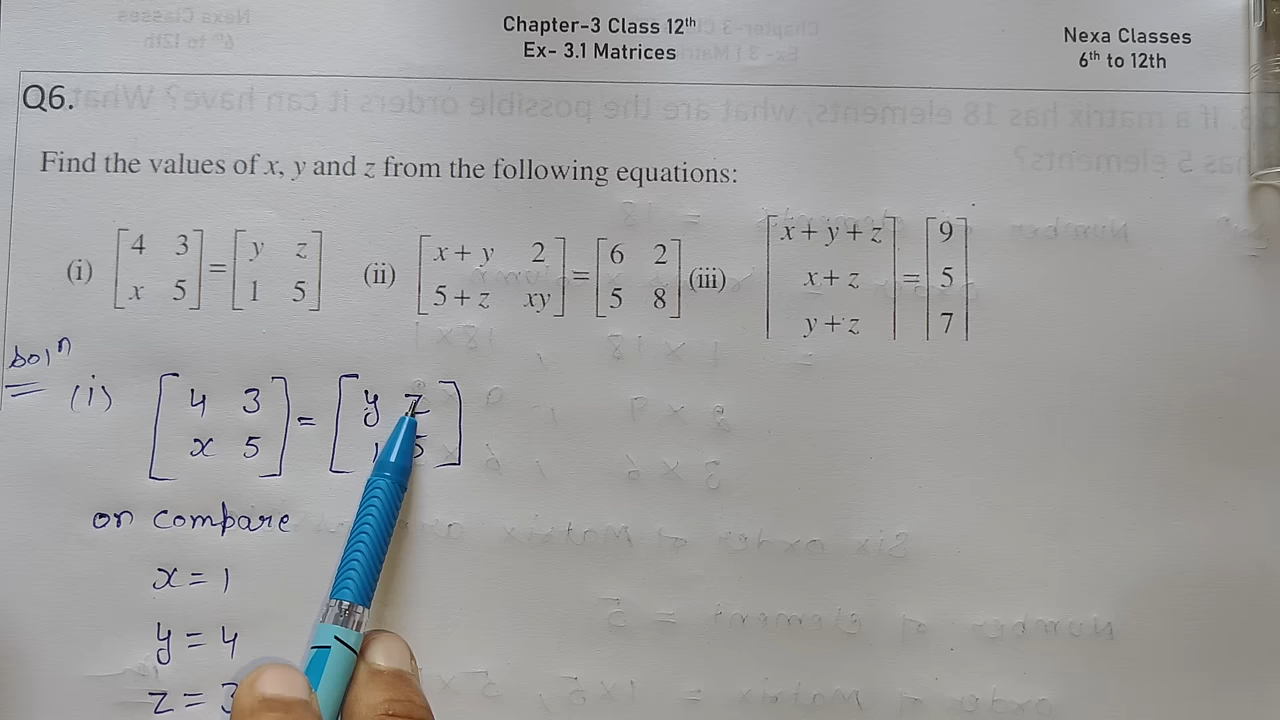 Chapter-3 Class 12th
Ex- 3.1 Matrices
Nexa Classes
6th to 12th
Q6.
Find the values of x, y and z from the following equations:
(i) [4 3 x 5] = [y z 1 5] (ii) [x + y 2 5 + z xy] = [6 2 5 8] (iii) [x + y + z x + z y + z] = [9 5 7]
Soln (i) [4 3 x 5] = [y z 1 5]
on compare
x = 1
y = 4
z = 3